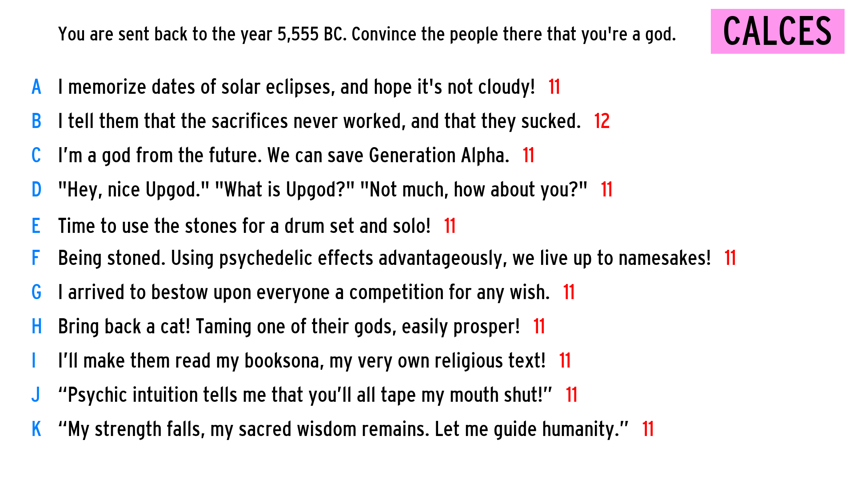 You are sent back to the year 5,555 BC. Convince the people there that you're a god.
CALCES
A I memorize dates of solar eclipses, and hope it's not cloudy! 11
B I tell them that the sacrifices never worked, and that they sucked. 12
C I’m a god from the future. We can save Generation Alpha. 11
D "Hey, nice Upgod." "What is Upgod?" "Not much, how about you?" 11
E Time to use the stones for a drum set and solo! 11
F Being stoned. Using psychedelic effects advantageously, we live up to namesakes! 11
G I arrived to bestow upon everyone a competition for any wish. 11
H Bring back a cat! Taming one of their gods, easily prosper! 11
I I’ll make them read my booksona, my very own religious text! 11
J “Psychic intuition tells me that you’ll all tape my mouth shut!” 11
K “My strength falls, my sacred wisdom remains. Let me guide humanity.” 11